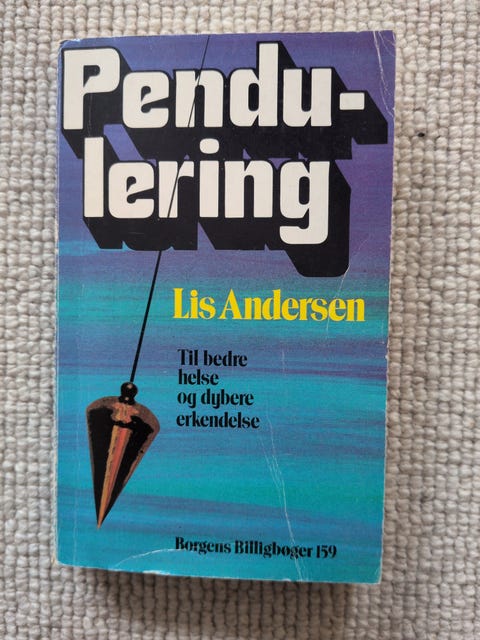 Pendu-
lering
Lis Andersen
Til bedre
helse
og dybere
erkendelse
Borgens Billigbøger 159